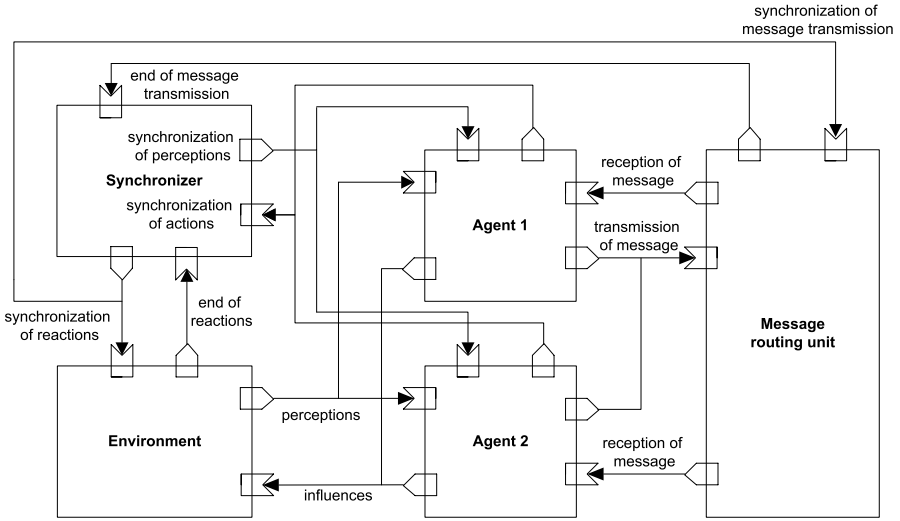 synchronization of
message transmission
end of message
transmission
synchronization
of perceptions
Synchronizer
synchronization
of actions
reception of
message
Agent 1
transmission
of message
synchronization
of reactions
end of
reactions
Message
routing unit
perceptions
Environment
Agent 2
reception of
message
influences